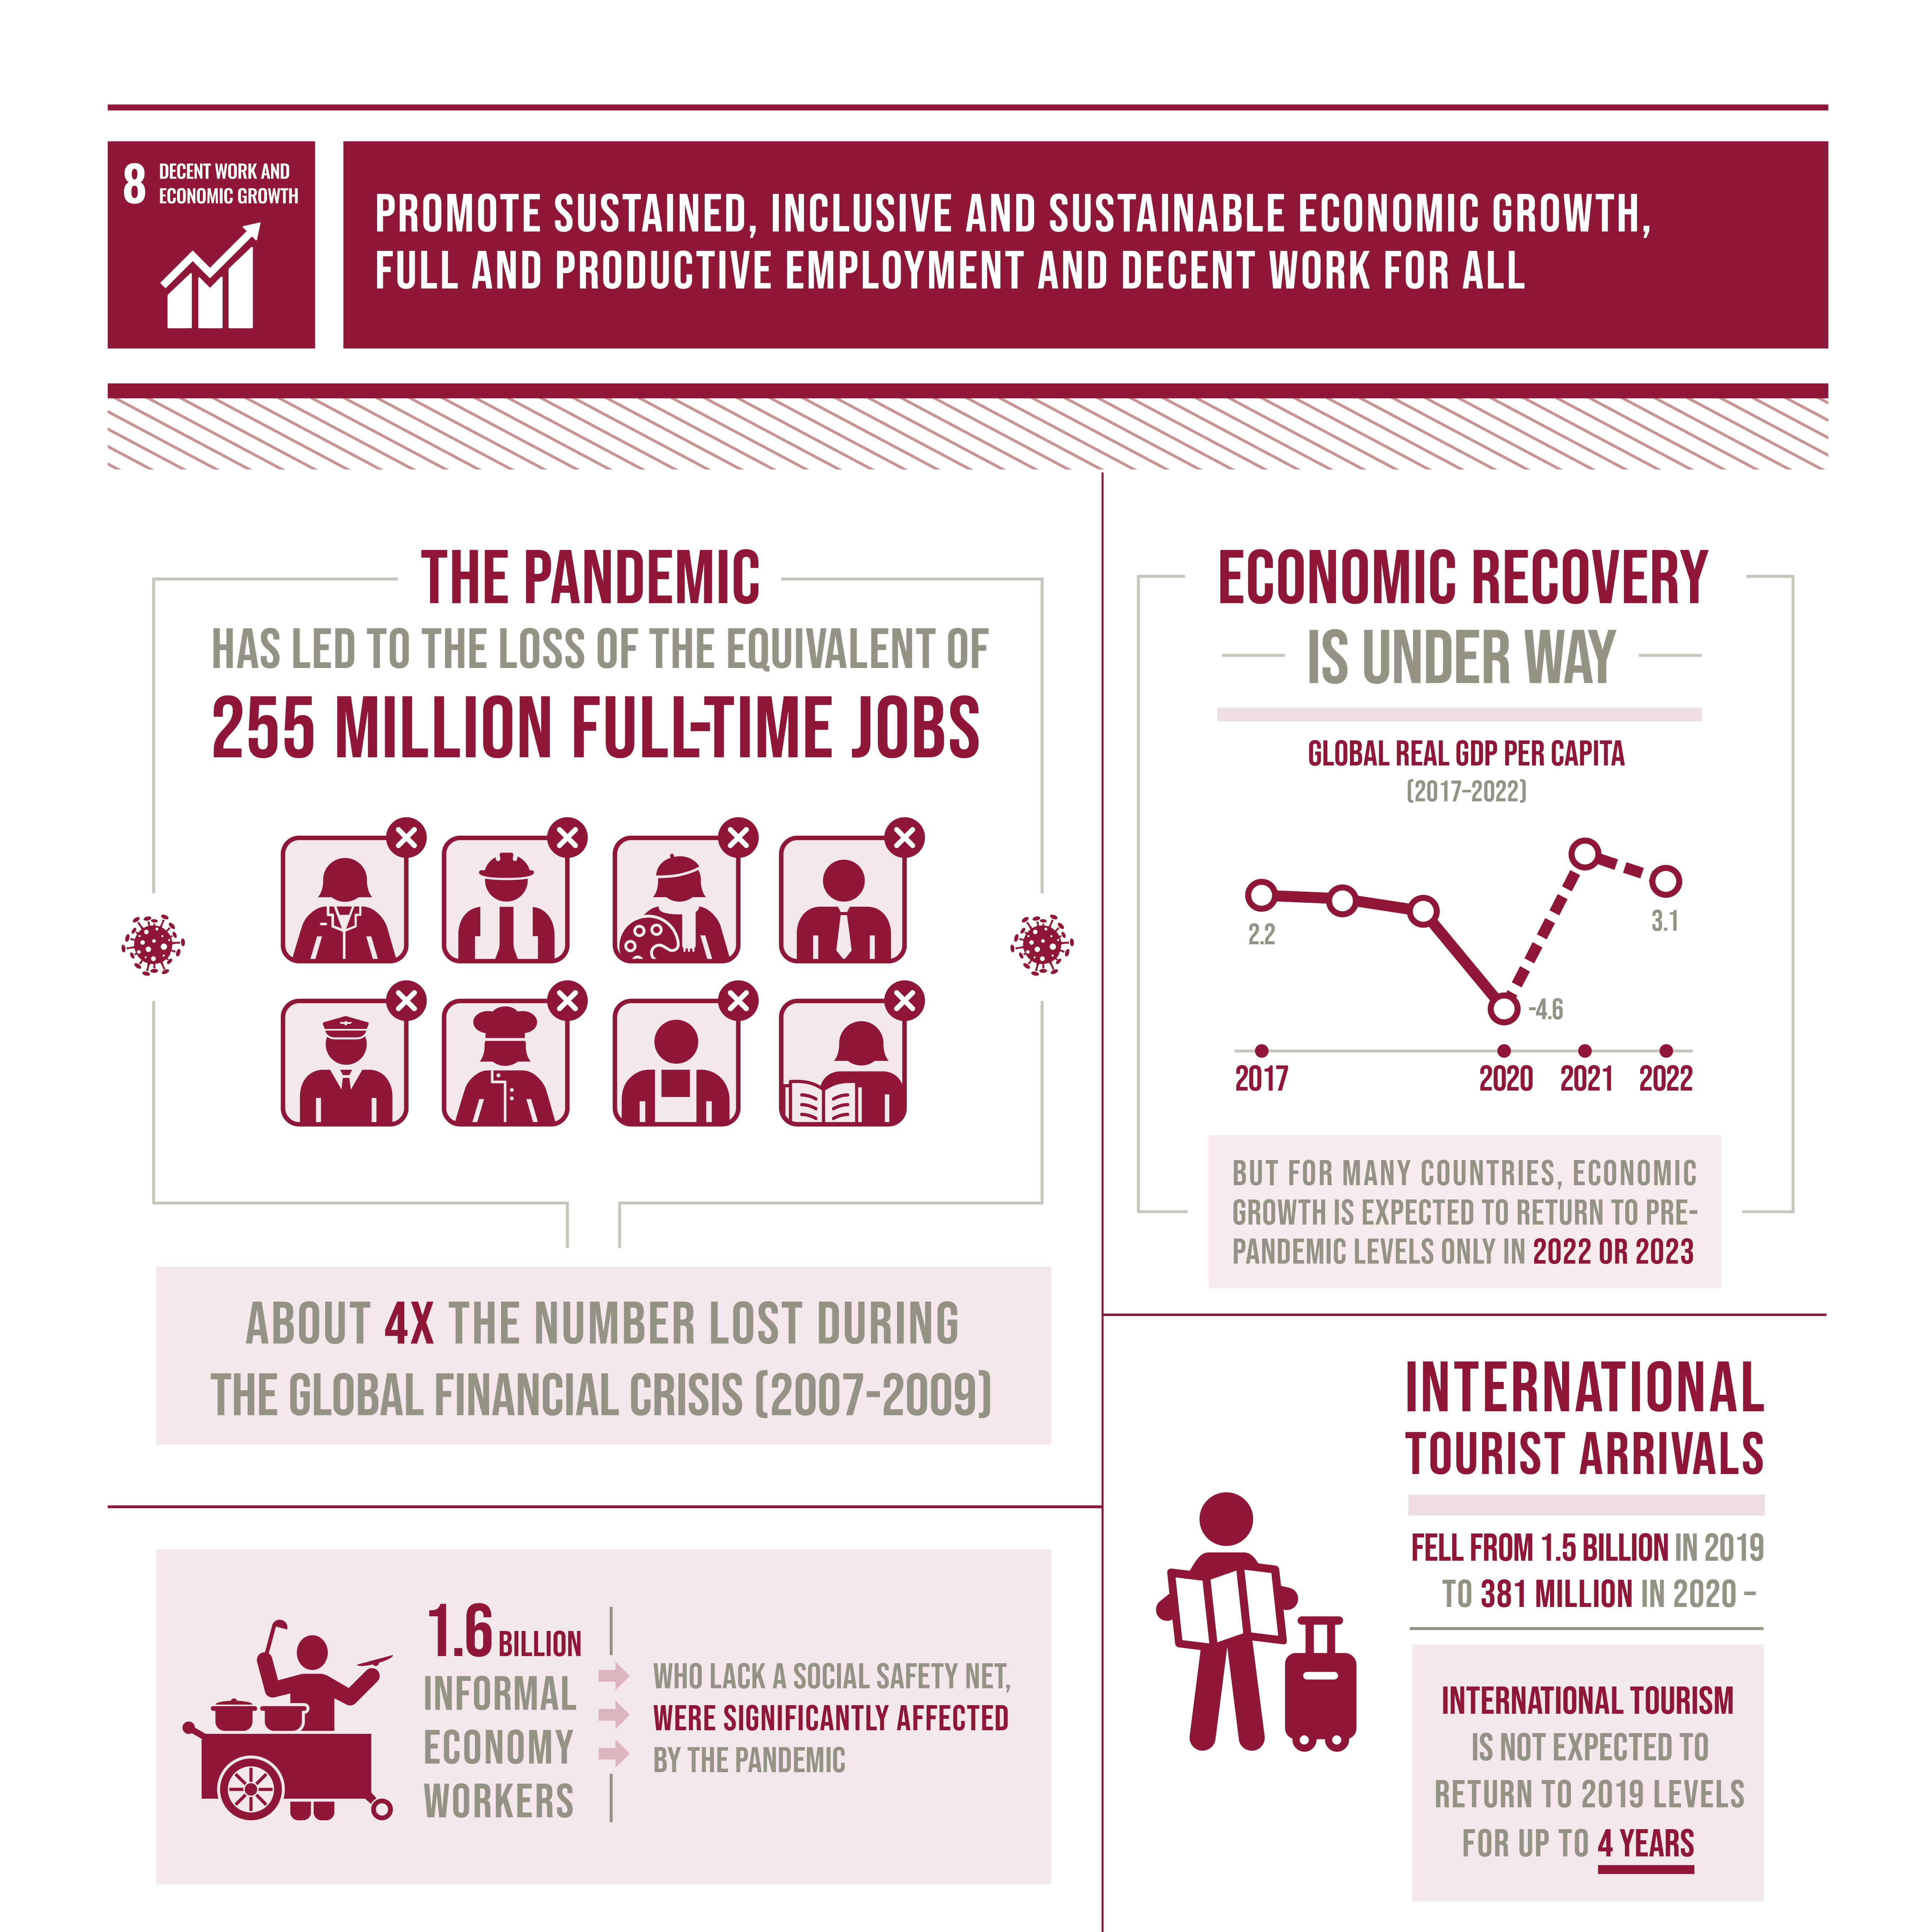 8 DECENT WORK AND
ECONOMIC GROWTH
PROMOTE SUSTAINED, INCLUSIVE AND SUSTAINABLE ECONOMIC GROWTH,
FULL AND PRODUCTIVE EMPLOYMENT AND DECENT WORK FOR ALL
THE PANDEMIC
HAS LED TO THE LOSS OF THE EQUIVALENT OF
255 MILLION FULL-TIME JOBS
ABOUT 4X THE NUMBER LOST DURING
THE GLOBAL FINANCIAL CRISIS (2007-2009)
1.6 BILLION
INFORMAL
ECONOMY
WORKERS
WHO LACK A SOCIAL SAFETY NET,
WERE SIGNIFICANTLY AFFECTED
BY THE PANDEMIC
ECONOMIC RECOVERY
IS UNDER WAY
GLOBAL REAL GDP PER CAPITA
(2017–2022)
2.2
-4.6
3.1
2017 2020 2021 2022
BUT FOR MANY COUNTRIES, ECONOMIC
GROWTH IS EXPECTED TO RETURN TO PRE-
PANDEMIC LEVELS ONLY IN 2022 OR 2023
INTERNATIONAL
TOURIST ARRIVALS
FELL FROM 1.5 BILLION IN 2019
TO 381 MILLION IN 2020 –
INTERNATIONAL TOURISM
IS NOT EXPECTED TO
RETURN TO 2019 LEVELS
FOR UP TO 4 YEARS